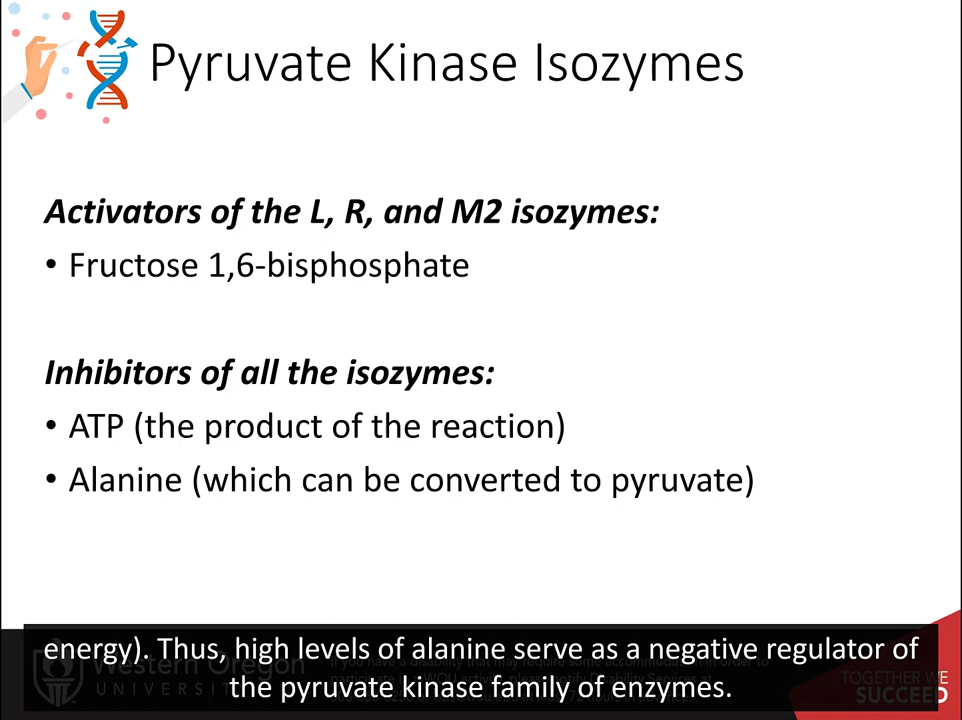 Pyruvate Kinase Isozymes
Activators of the L, R, and M2 isozymes:
• Fructose 1,6-bisphosphate
Inhibitors of all the isozymes:
• ATP (the product of the reaction)
• Alanine (which can be converted to pyruvate)
energy). Thus, high levels of alanine serve as a negative regulator of
the pyruvate kinase family of enzymes.
Western Oregon
UNIVERSITY
TOGETHER WE
SUCCEED